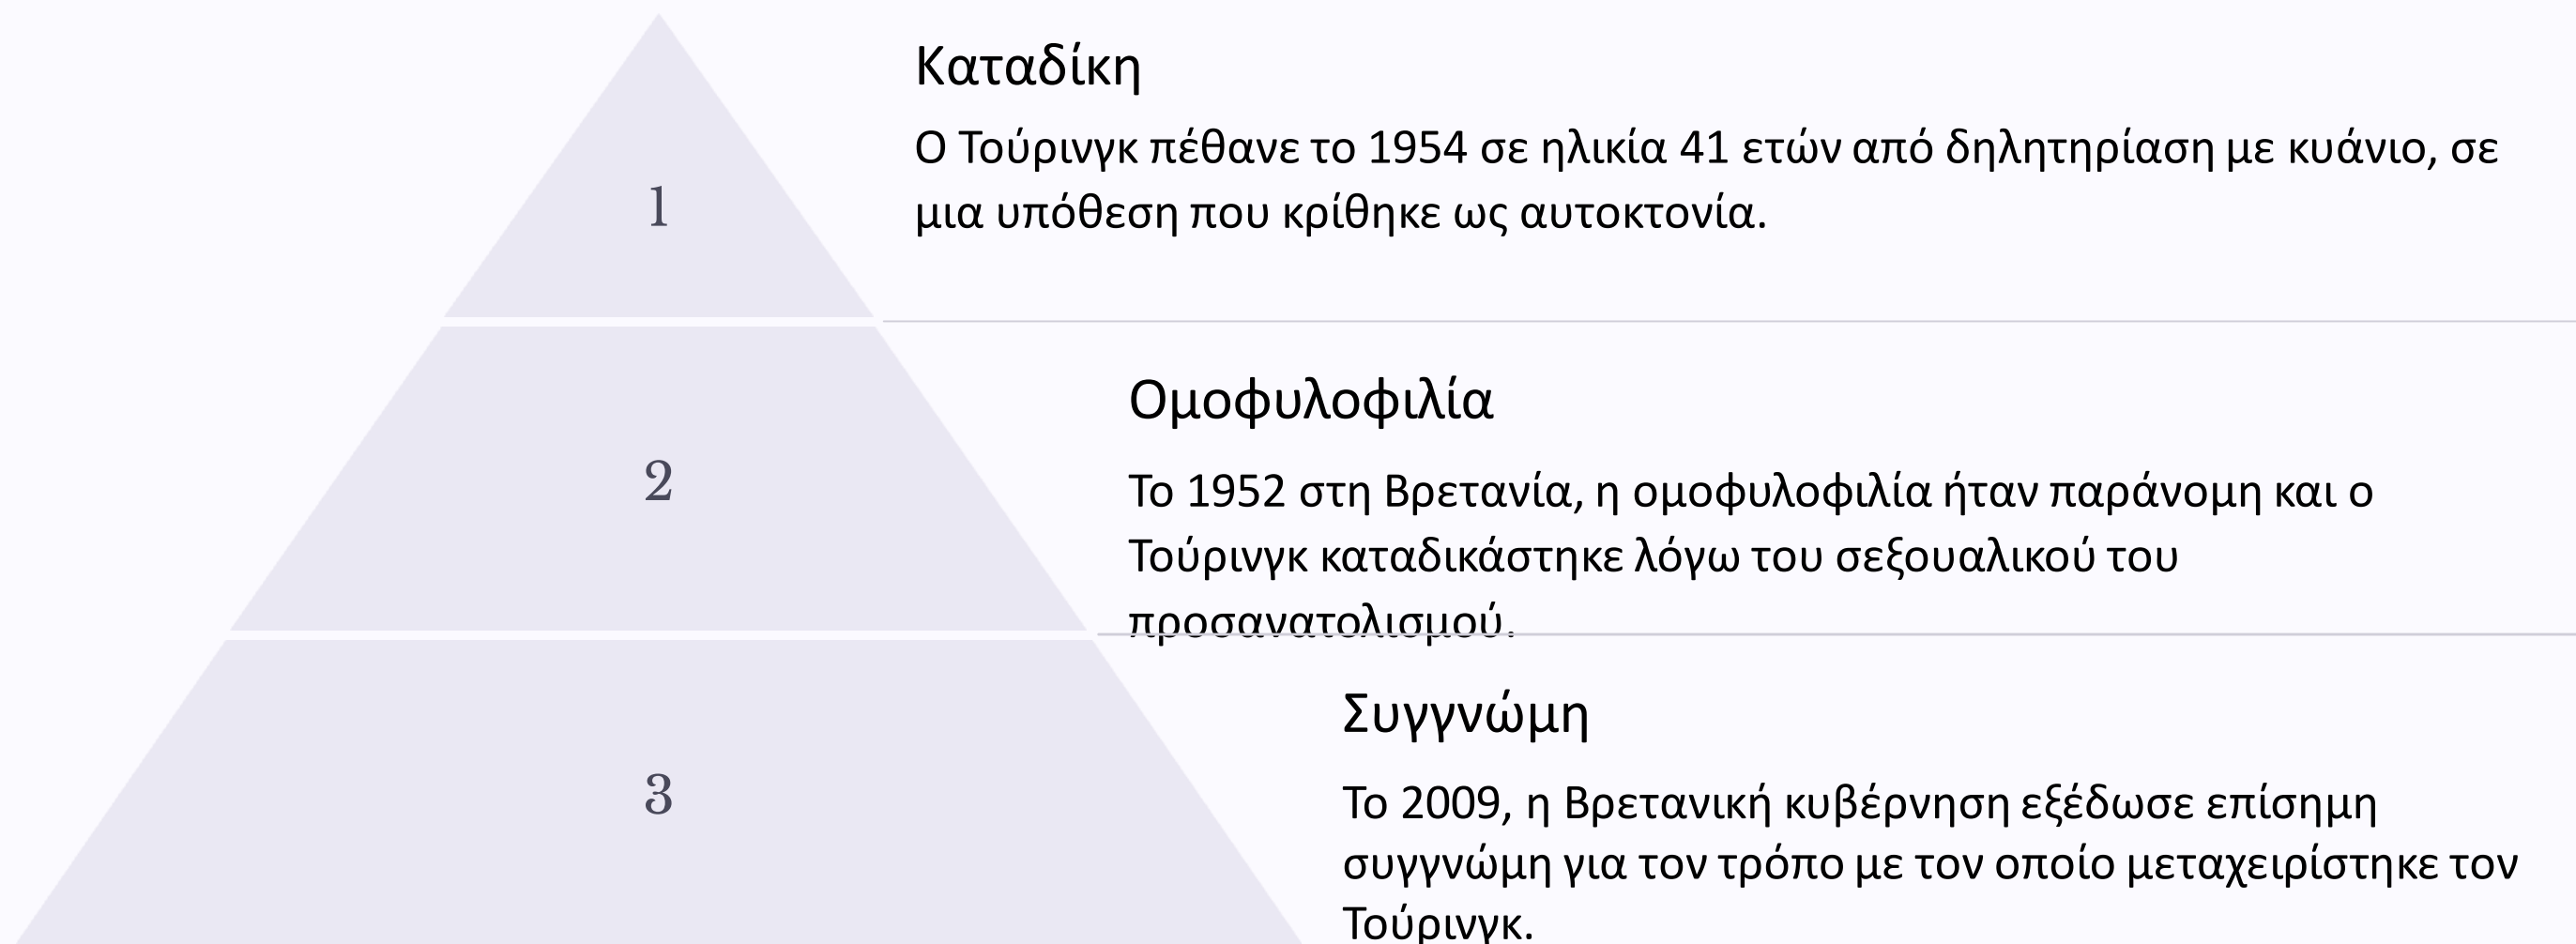 Καταδίκη
Ο Τούρινγκ πέθανε το 1954 σε ηλικία 41 ετών από δηλητηρίαση με κυάνιο, σε
μια υπόθεση που κρίθηκε ως αυτοκτονία.
1
Ομοφυλοφιλία
2
Το 1952 στη Βρετανία, η ομοφυλοφιλία ήταν παράνομη και ο
Τούρινγκ καταδικάστηκε λόγω του σεξουαλικού του
προσανατολισμού.
Συγγνώμη
3
Το 2009, η Βρετανική κυβέρνηση εξέδωσε επίσημη
συγγνώμη για τον τρόπο με τον οποίο μεταχειρίστηκε τον
Τούρινγκ.